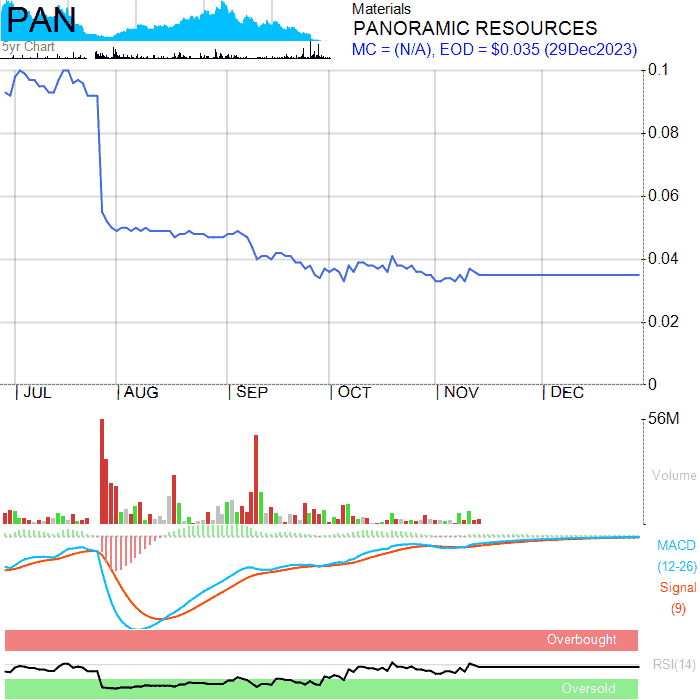 PAN
5yr Chart
Materials
PANORAMIC RESOURCES
MC = (N/A), EOD = $0.035 (29Dec2023)
0.1
0.08
0.06
0.04
0.02
0
JUL AUG SEP OCT NOV DEC
56M
Volume
MACD
(12-26)
Signal
(9)
Overbought
RSI(14)
Oversold